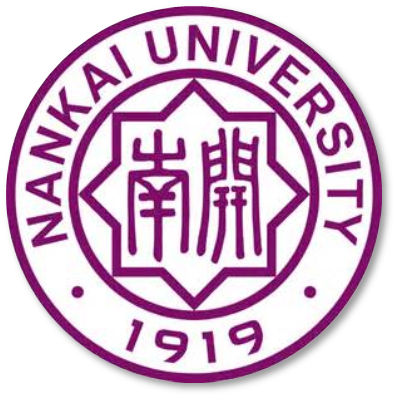 NANKAI UNIVERSITY
南開
· 1919 ·